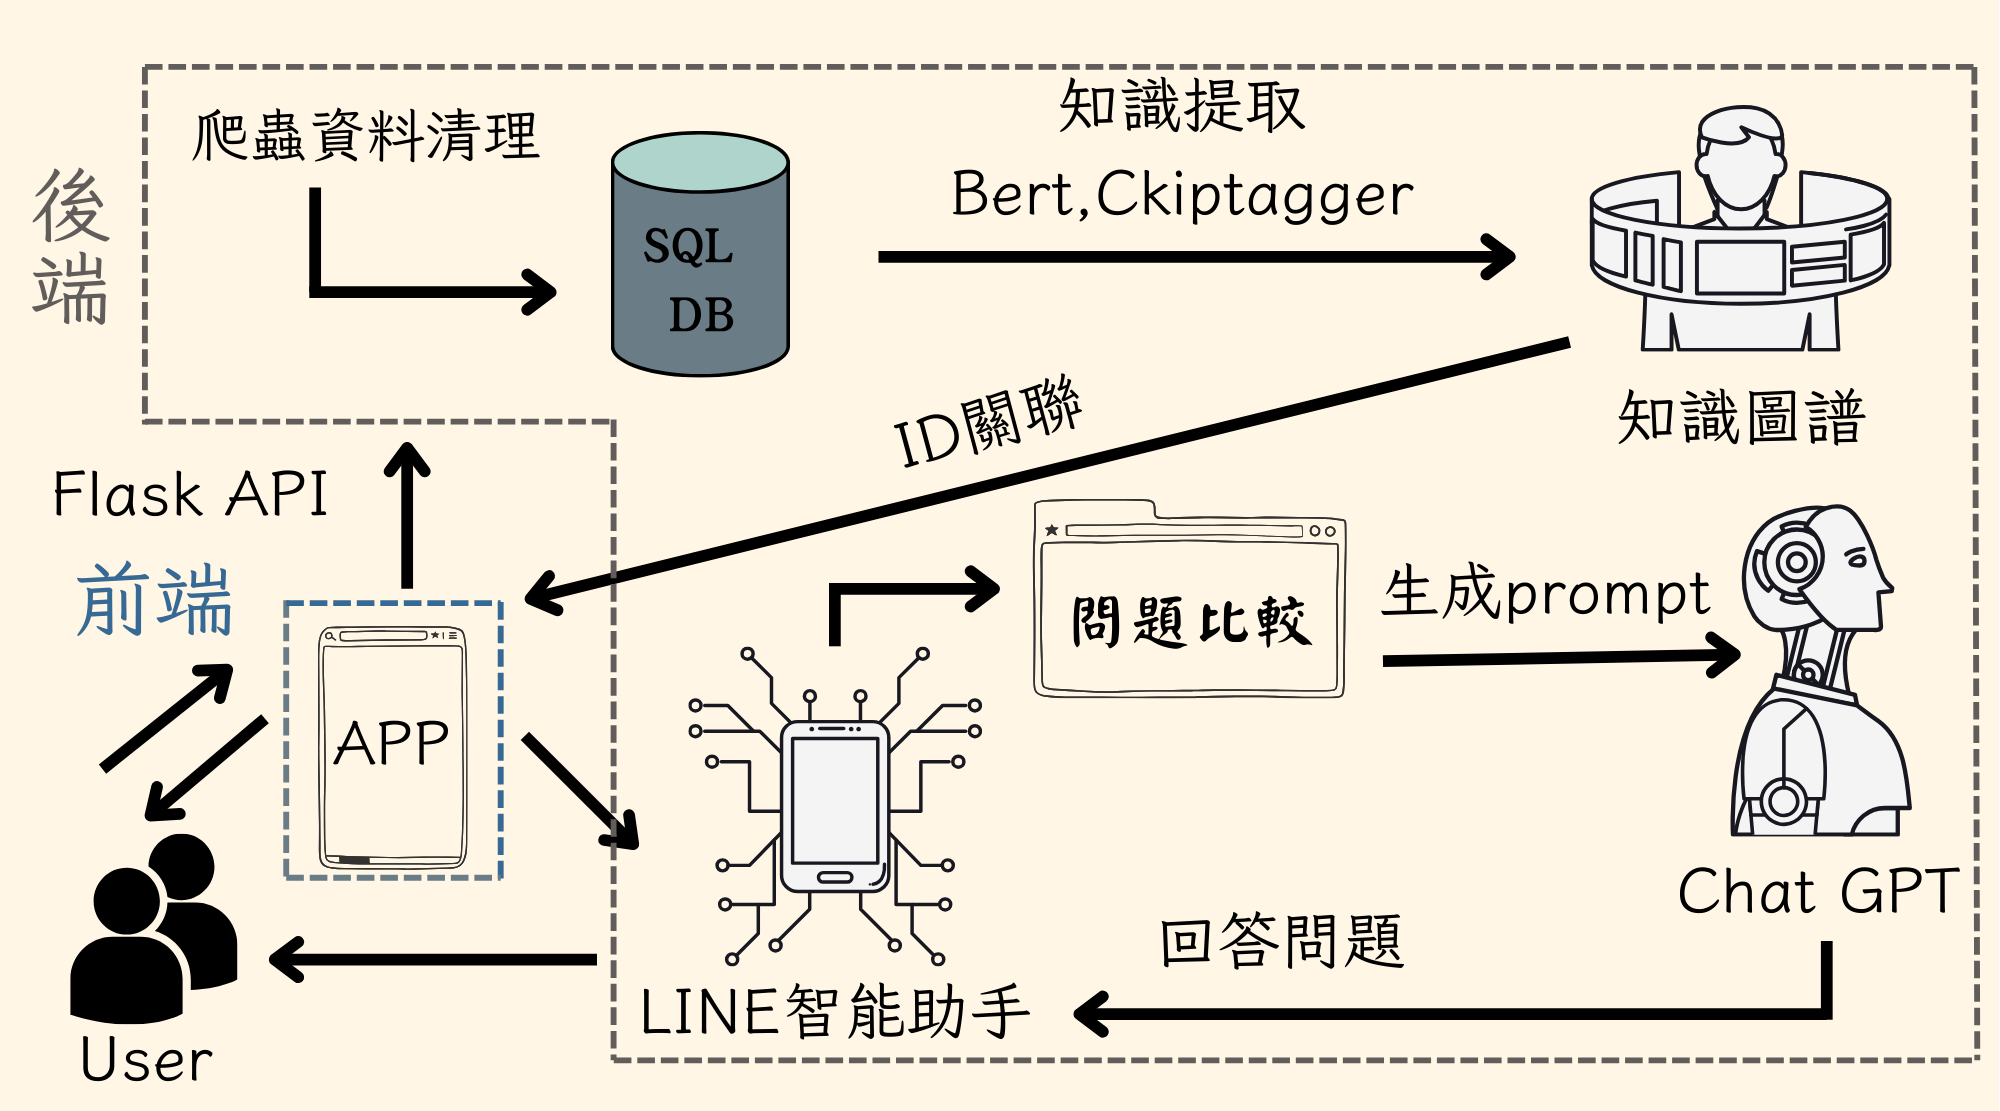 後
端
爬蟲資料清理
SQL
DB
知識提取
Bert,Ckiptagger
知識圖譜
ID關聯
Flask API
前端
APP
問題比較
生成prompt
Chat GPT
回答問題
LINE智能助手
User